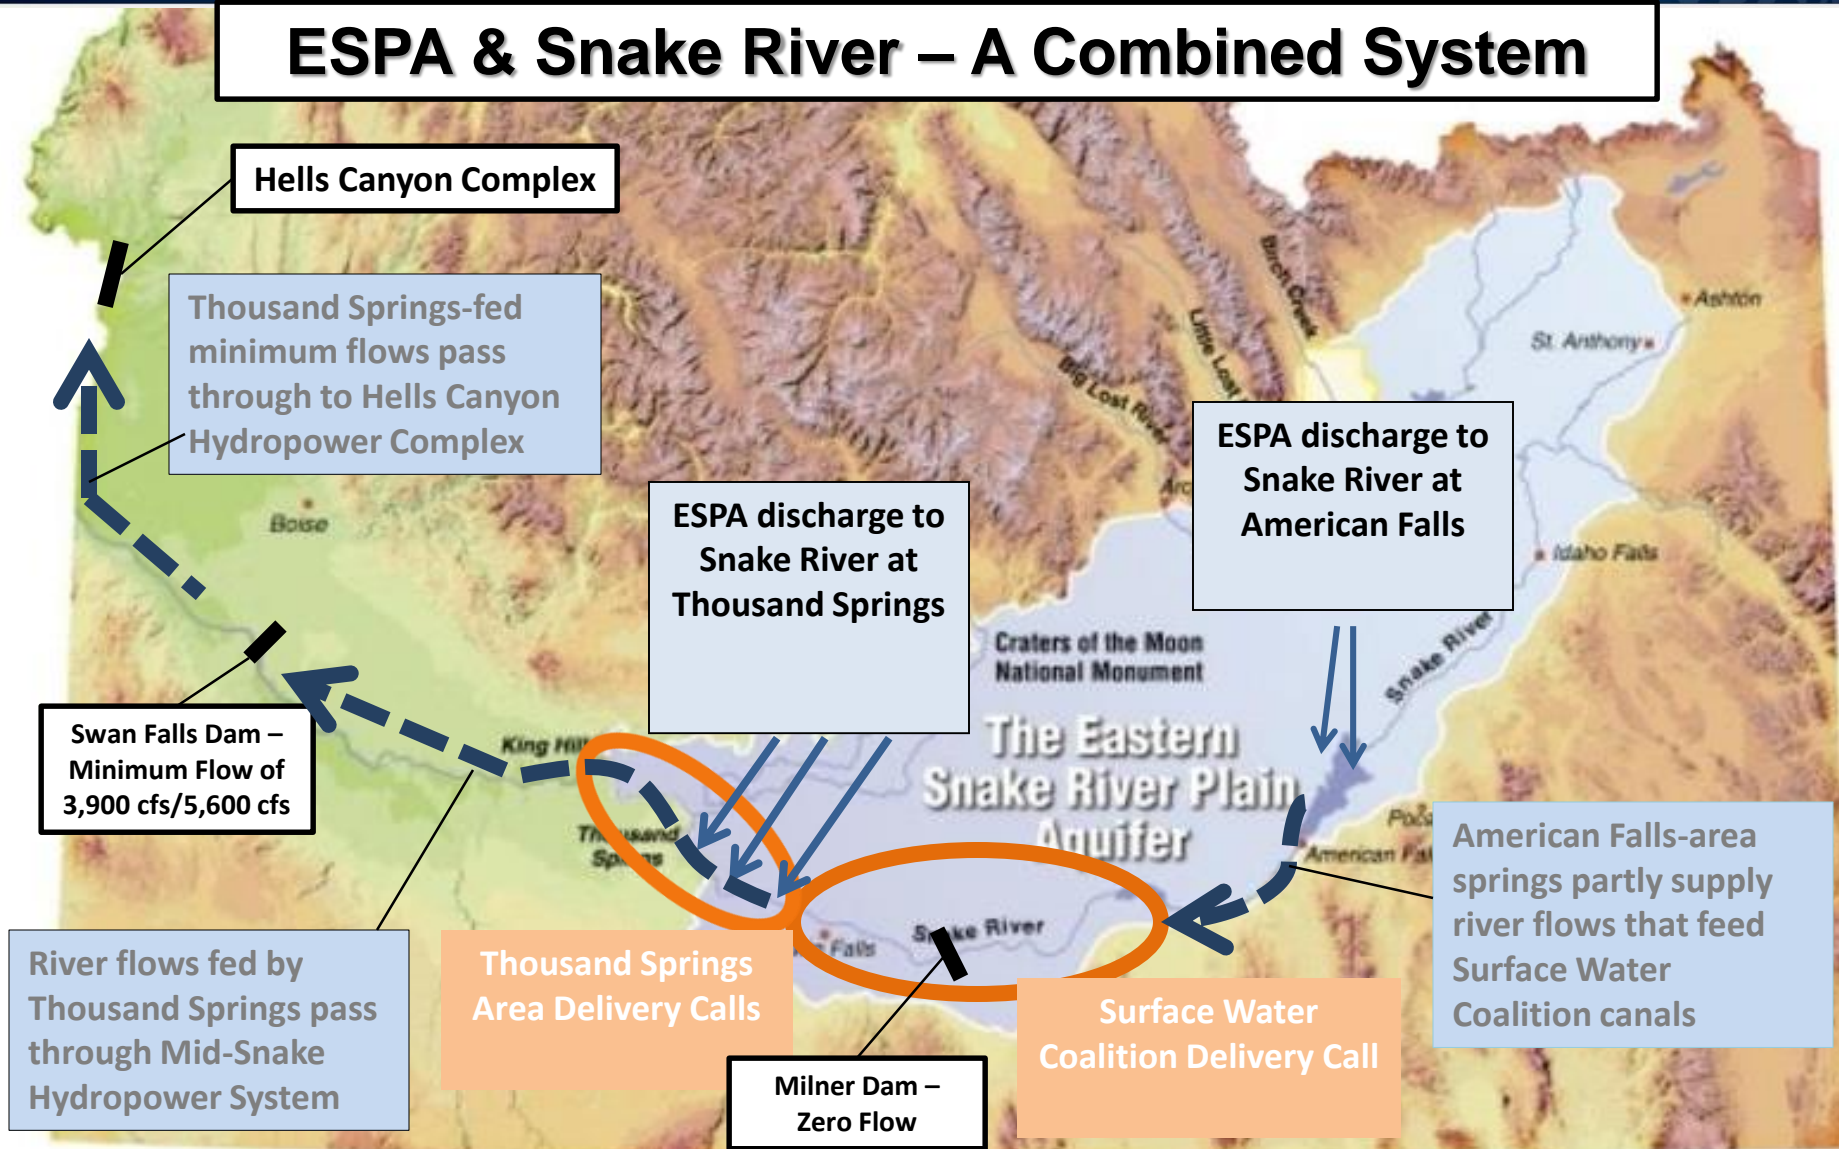 ESPA & Snake River – A Combined System
Hells Canyon Complex
Thousand Springs-fed
minimum flows pass
through to Hells Canyon
Hydropower Complex
Birch Creek
Little Lost
Big Lost River
Ashton
St. Anthony
ESPA discharge to
Snake River at
American Falls
ESPA discharge to
Snake River at
Thousand Springs
Boise
Idaho Falls
Craters of the Moon
National Monument
Snake River
The Eastern
Snake River Plain
Aquifer
Swan Falls Dam –
Minimum Flow of
3,900 cfs/5,600 cfs
King Hill
Thousand
Springs
American
American Falls-area
springs partly supply
river flows that feed
Surface Water
Coalition canals
Falls
Snake River
River flows fed by
Thousand Springs pass
through Mid-Snake
Hydropower System
Thousand Springs
Area Delivery Calls
Surface Water
Coalition Delivery Call
Milner Dam –
Zero Flow